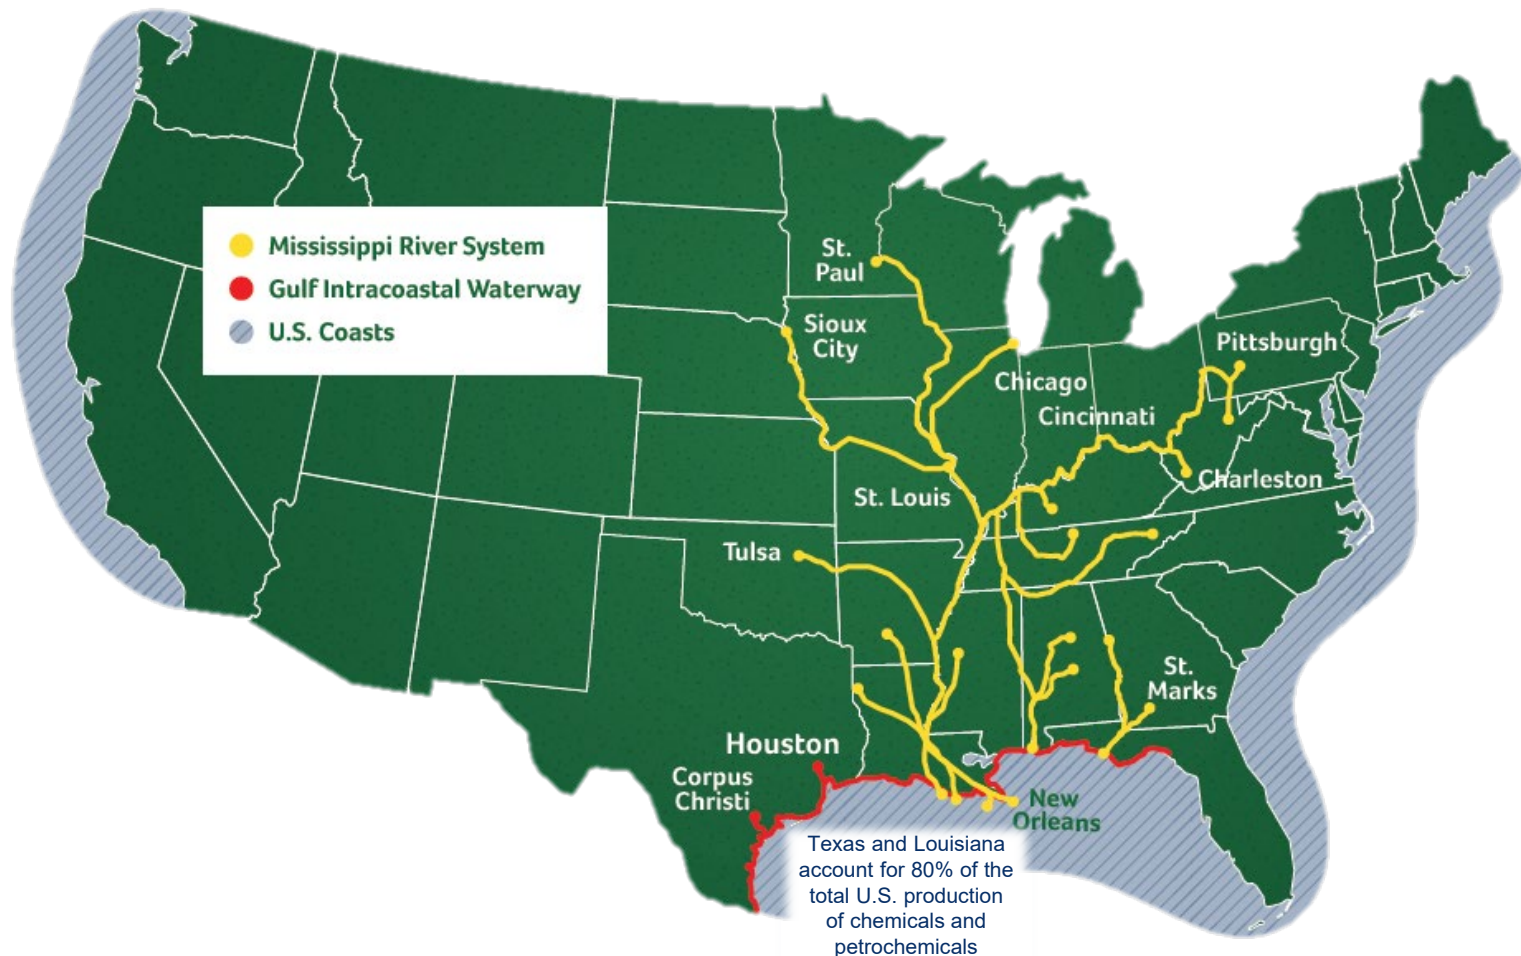 Mississippi River System
Gulf Intracoastal Waterway
U.S. Coasts
St.
Paul
Sioux
City
Pittsburgh
Chicago
Cincinnati
Charleston
St. Louis
Tulsa
St.
Marks
Houston
Corpus
Christi
New
Orleans
Texas and Louisiana
account for 80% of the
total U.S. production
of chemicals and
petrochemicals